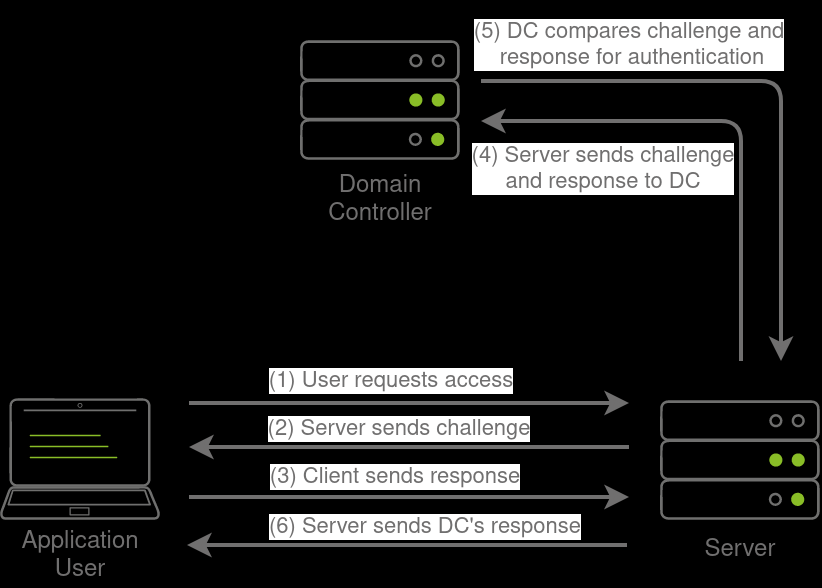 (5) DC compares challenge and
response for authentication
(4) Server sends challenge
and response to DC
Domain
Controller
(1) User requests access
(2) Server sends challenge
(3) Client sends response
(6) Server sends DC's response
Application
User
Server